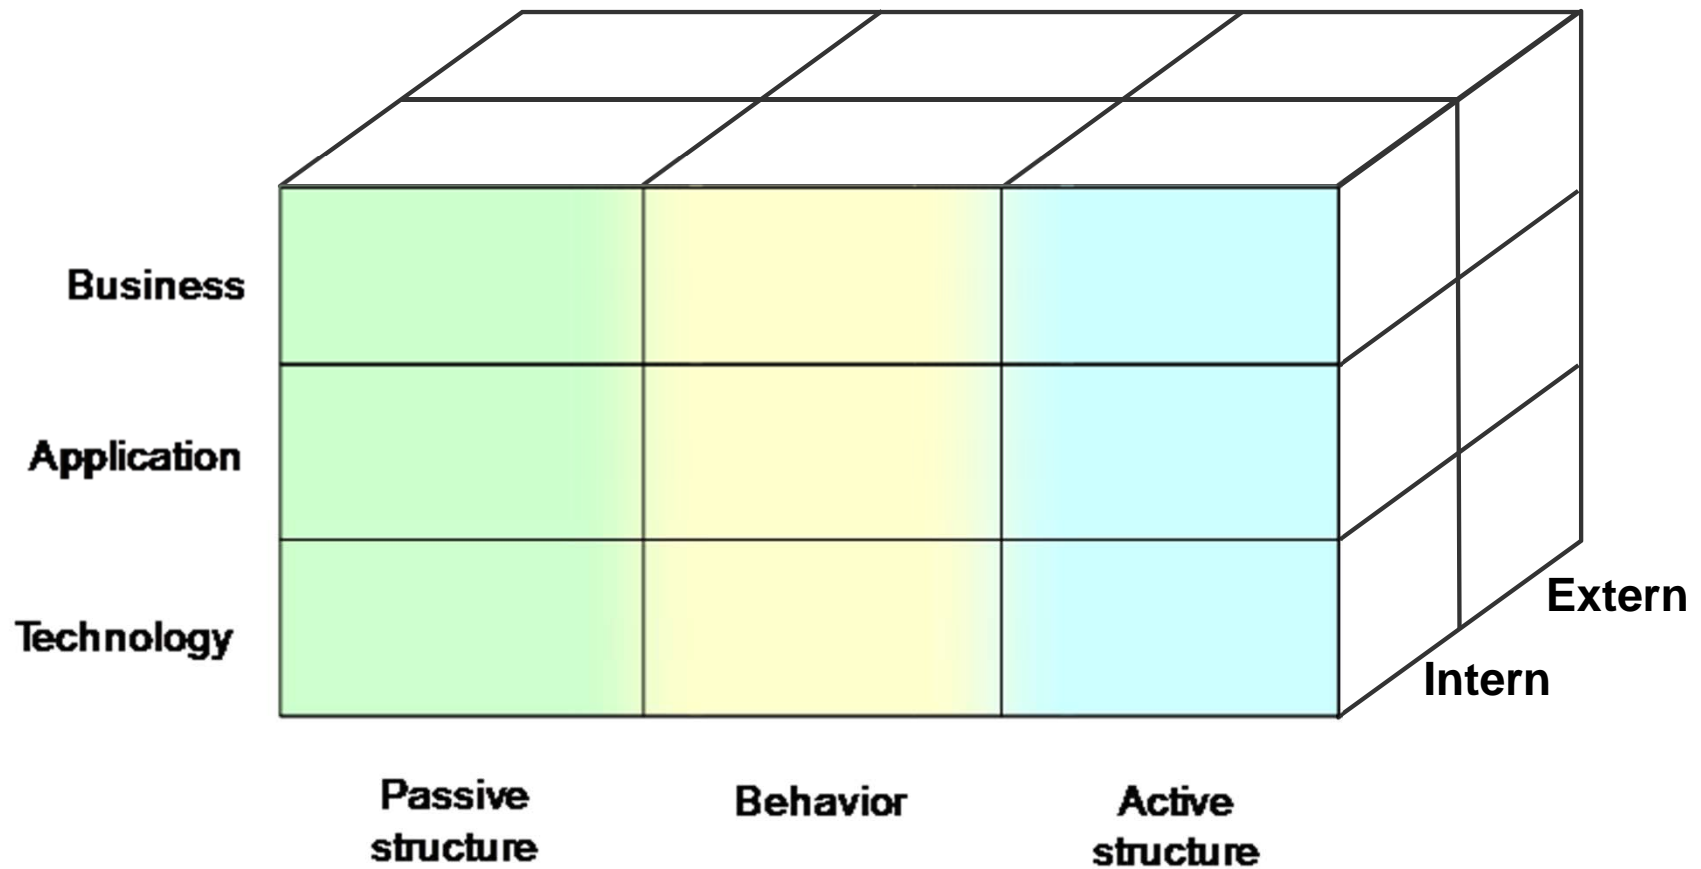 Business
Application
Technology
Extern
Intern
Passive
structure
Behavior
Active
structure